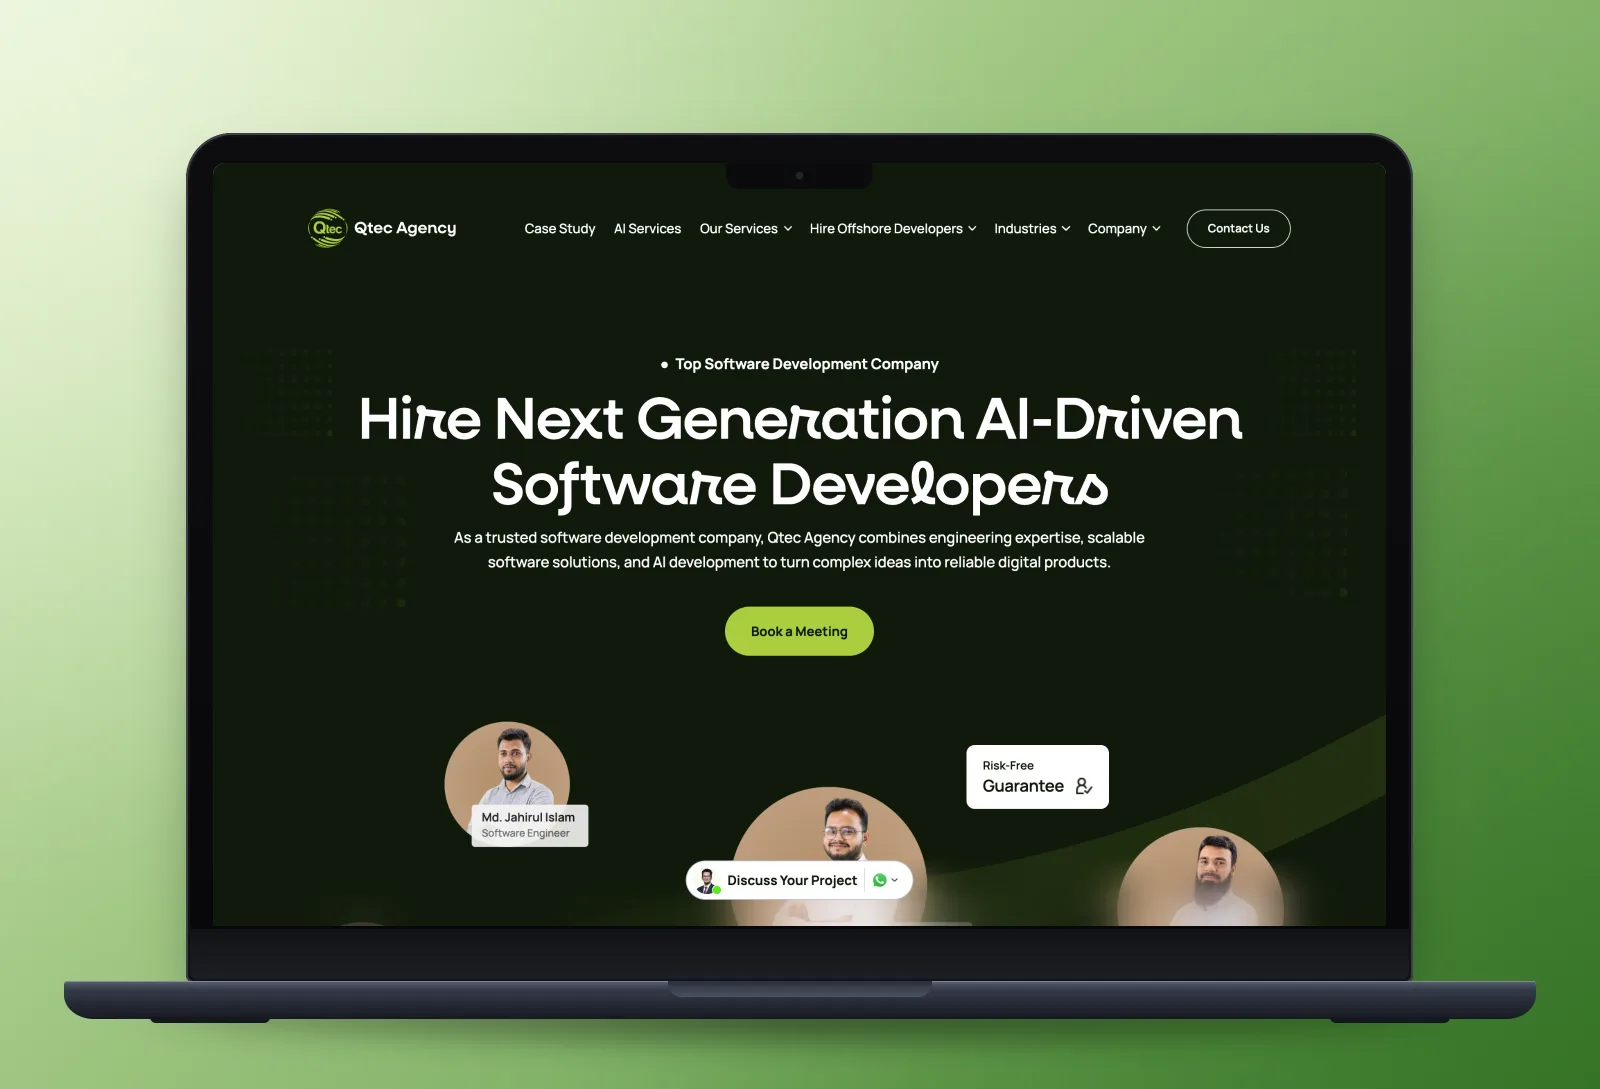 Qtec
Qtec Agency
Case Study
AI Services
Our Services
Hire Offshore Developers
Industries
Company
Contact Us
Top Software Development Company
Hire Next Generation AI-Driven
Software Developers
As a trusted software development company, Qtec Agency combines engineering expertise, scalable
software solutions, and AI development to turn complex ideas into reliable digital products.
Book a Meeting
Md. Jahirul Islam
Software Engineer
Risk-Free
Guarantee
Discuss Your Project